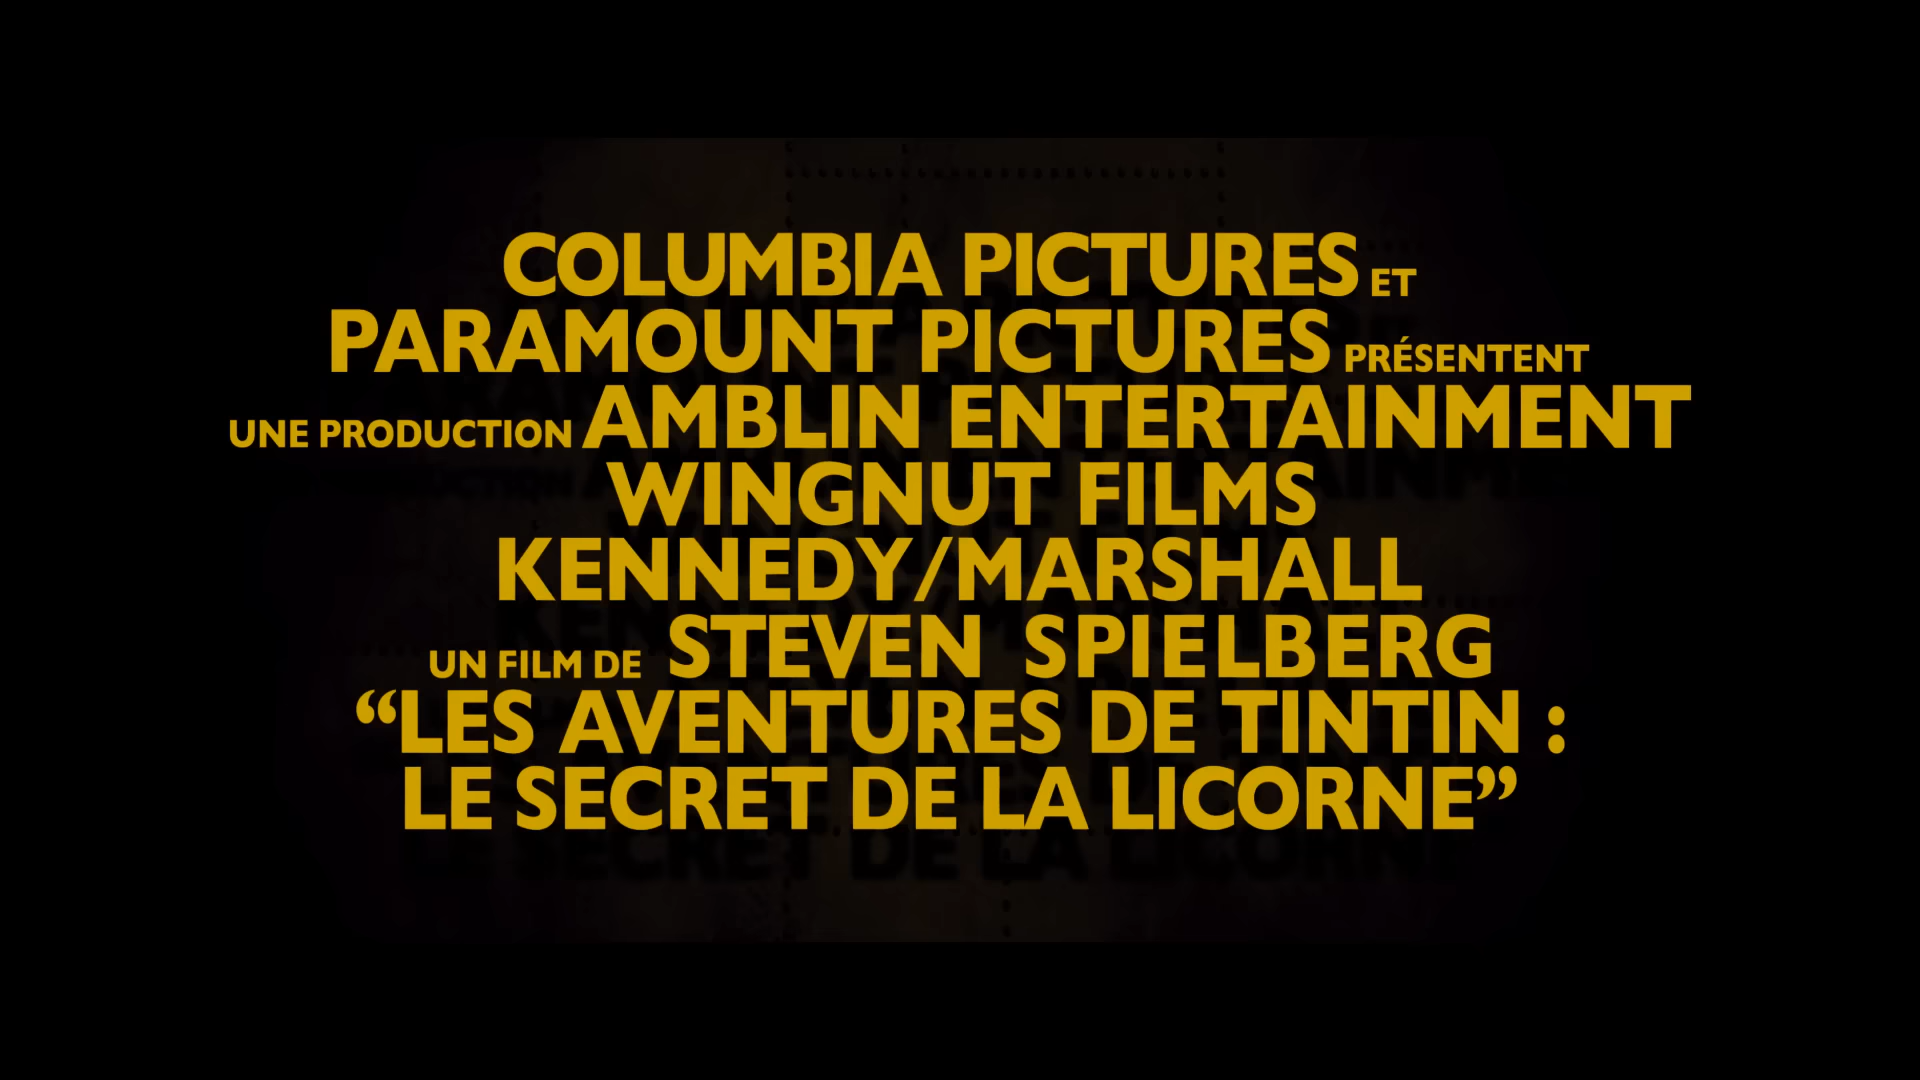 COLUMBIA PICTURES ET
PARAMOUNT PICTURES PRÉSENTENT
UNE PRODUCTION AMBLIN ENTERTAINMENT
WINGNUT FILMS
KENNEDY/MARSHALL
UN FILM DE STEVEN SPIELBERG
“LES AVENTURES DE TINTIN :
LE SECRET DE LA LICORNE”